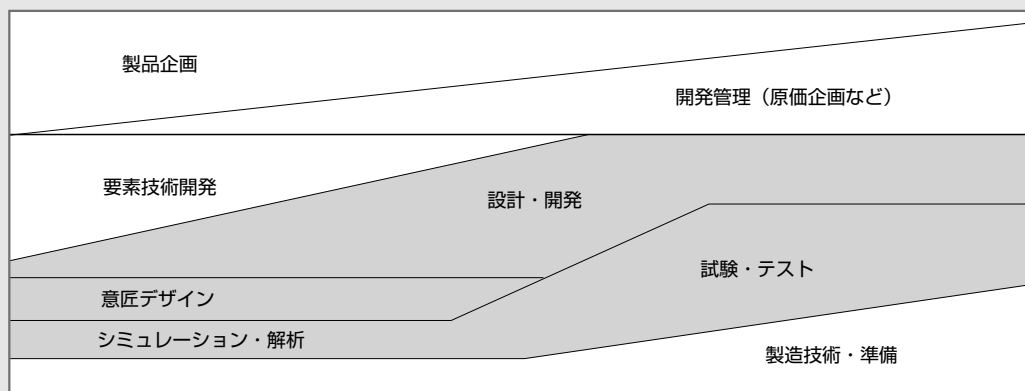 製品企画
開発管理（原価企画など）
要素技術開発
設計・開発
試験・テスト
意匠デザイン
シミュレーション・解析
製造技術・準備